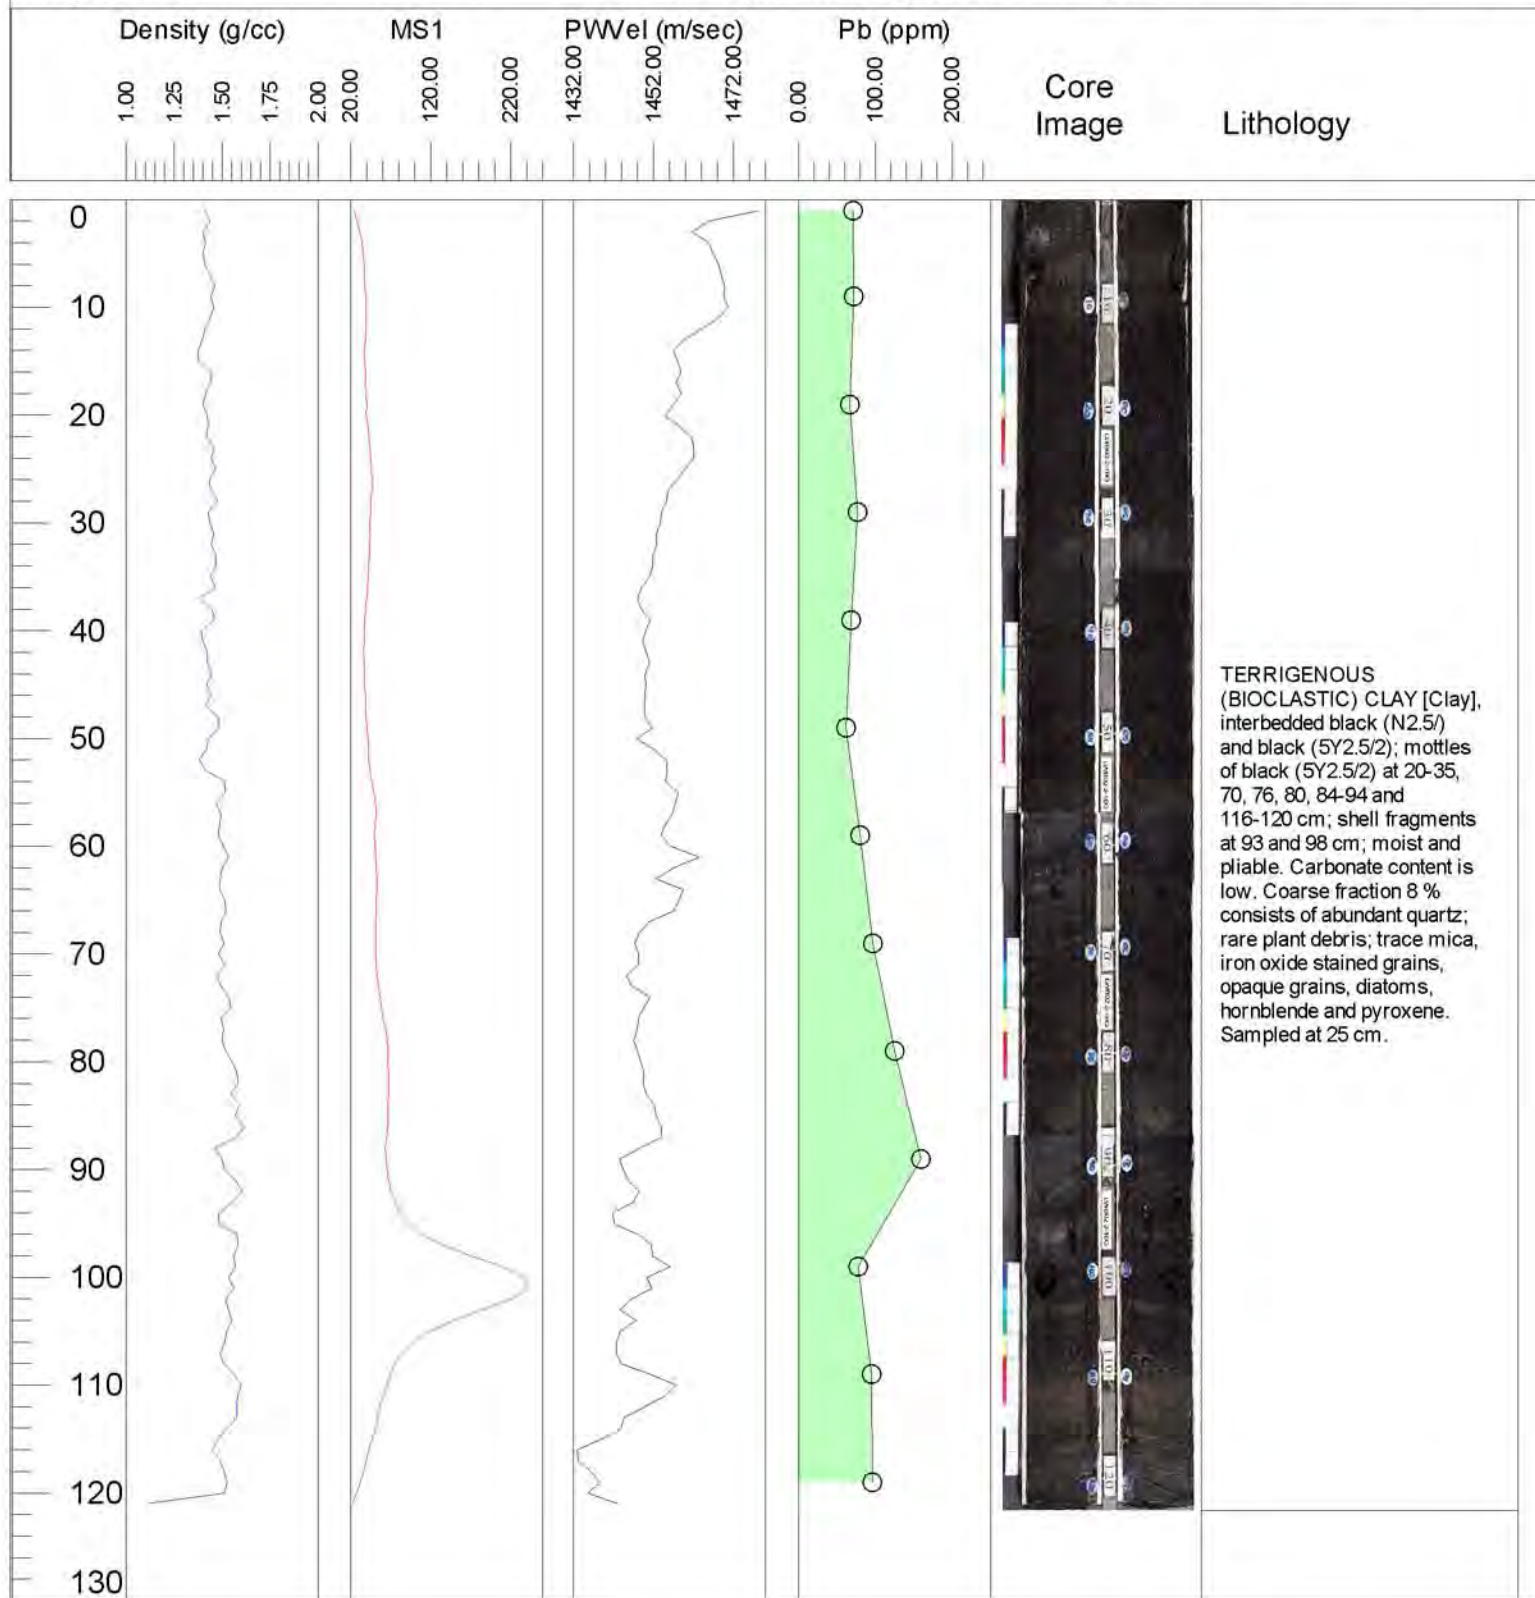 Density (g/cc) MS1 PWVel (m/sec) Pb (ppm)
1.00 1.25 1.50 1.75 2.00 20.00 120.00 220.00 1432.00 1452.00 1472.00 0.00 100.00 200.00
Core
Image
Lithology
0
10
20
30
40
50
60
70
80
90
100
110
120
130
TERRIGENOUS
(BIOCLASTIC) CLAY [Clay],
interbedded black (N2.5/)
and black (5Y2.5/2); mottles
of black (5Y2.5/2) at 20-35,
70, 76, 80, 84-94 and
116-120 cm; shell fragments
at 93 and 98 cm; moist and
pliable. Carbonate content is
low. Coarse fraction 8 %
consists of abundant quartz;
rare plant debris; trace mica,
iron oxide stained grains,
opaque grains, diatoms,
hornblende and pyroxene.
Sampled at 25 cm.